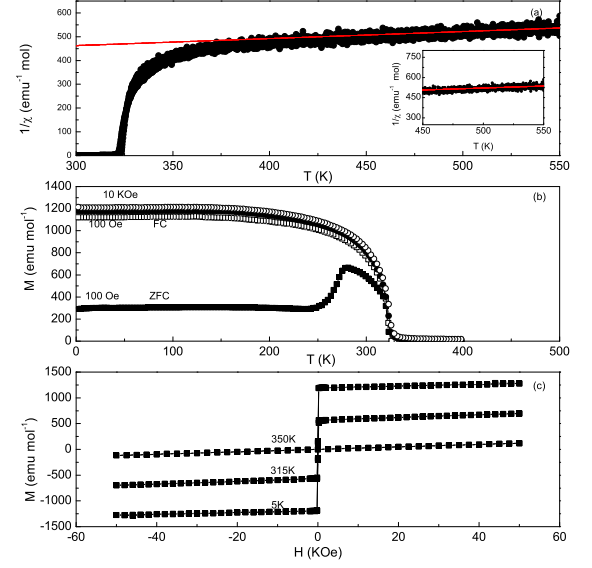 (a)
600
500
400
300
200
100
0
1/χ (emu⁻¹ mol)
300 350 400 450 500 550
T (K)
750
600
450
300
1/χ (emu⁻¹ mol)
450 500 550
T (K)
(b)
1400
1200
1000
800
600
400
200
0
M (emu mol⁻¹)
10 KOe
100 Oe FC
100 Oe ZFC
0 100 200 300 400 500
T (K)
(c)
1500
1000
500
0
-500
-1000
-1500
M (emu mol⁻¹)
350K
315K
5K
-60 -40 -20 0 20 40 60
H (KOe)